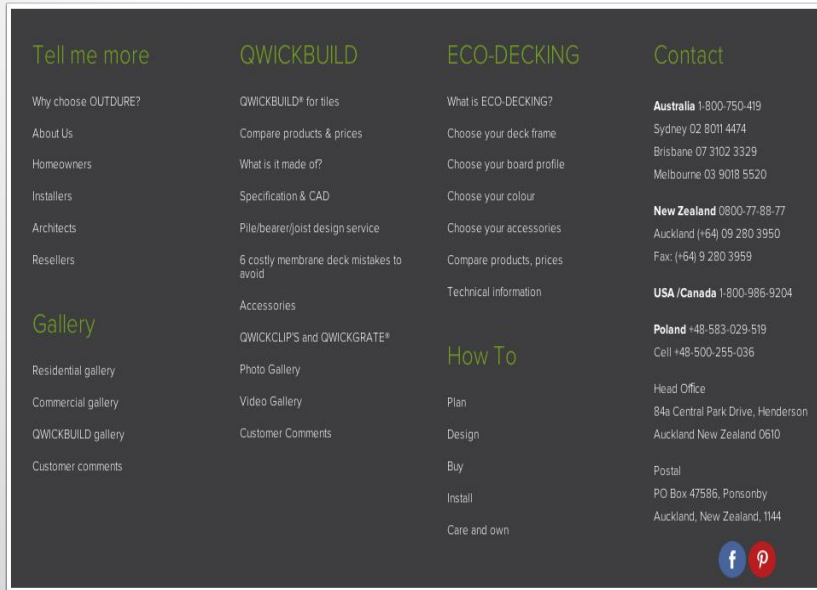 Tell me more
Why choose OUTDURE?
About Us
Homeowners
Installers
Architects
Resellers
Gallery
Residential gallery
Commercial gallery
QWICKBUILD gallery
Customer comments
QWICKBUILD
QWICKBUILD® for tiles
Compare products & prices
What is it made of?
Specification & CAD
Pile/bearer/joist design service
6 costly membrane deck mistakes to
avoid
Accessories
QWICKCLIP'S and QWICKGRATE®
Photo Gallery
Video Gallery
Customer Comments
ECO-DECKING
What is ECO-DECKING?
Choose your deck frame
Choose your board profile
Choose your colour
Choose your accessories
Compare products, prices
Technical information
How To
Plan
Design
Buy
Install
Care and own
Contact
Australia 1-800-750-419
Sydney 02 8011 4474
Brisbane 07 3102 3329
Melbourne 03 9018 5520
New Zealand 0800-77-88-77
Auckland (+64) 09 280 3950
Fax: (+64) 9 280 3959
USA /Canada 1-800-986-9204
Poland +48-583-029-519
Cell +48-500-255-036
Head Office
84a Central Park Drive, Henderson
Auckland New Zealand 0610
Postal
PO Box 47586, Ponsonby
Auckland, New Zealand, 1144